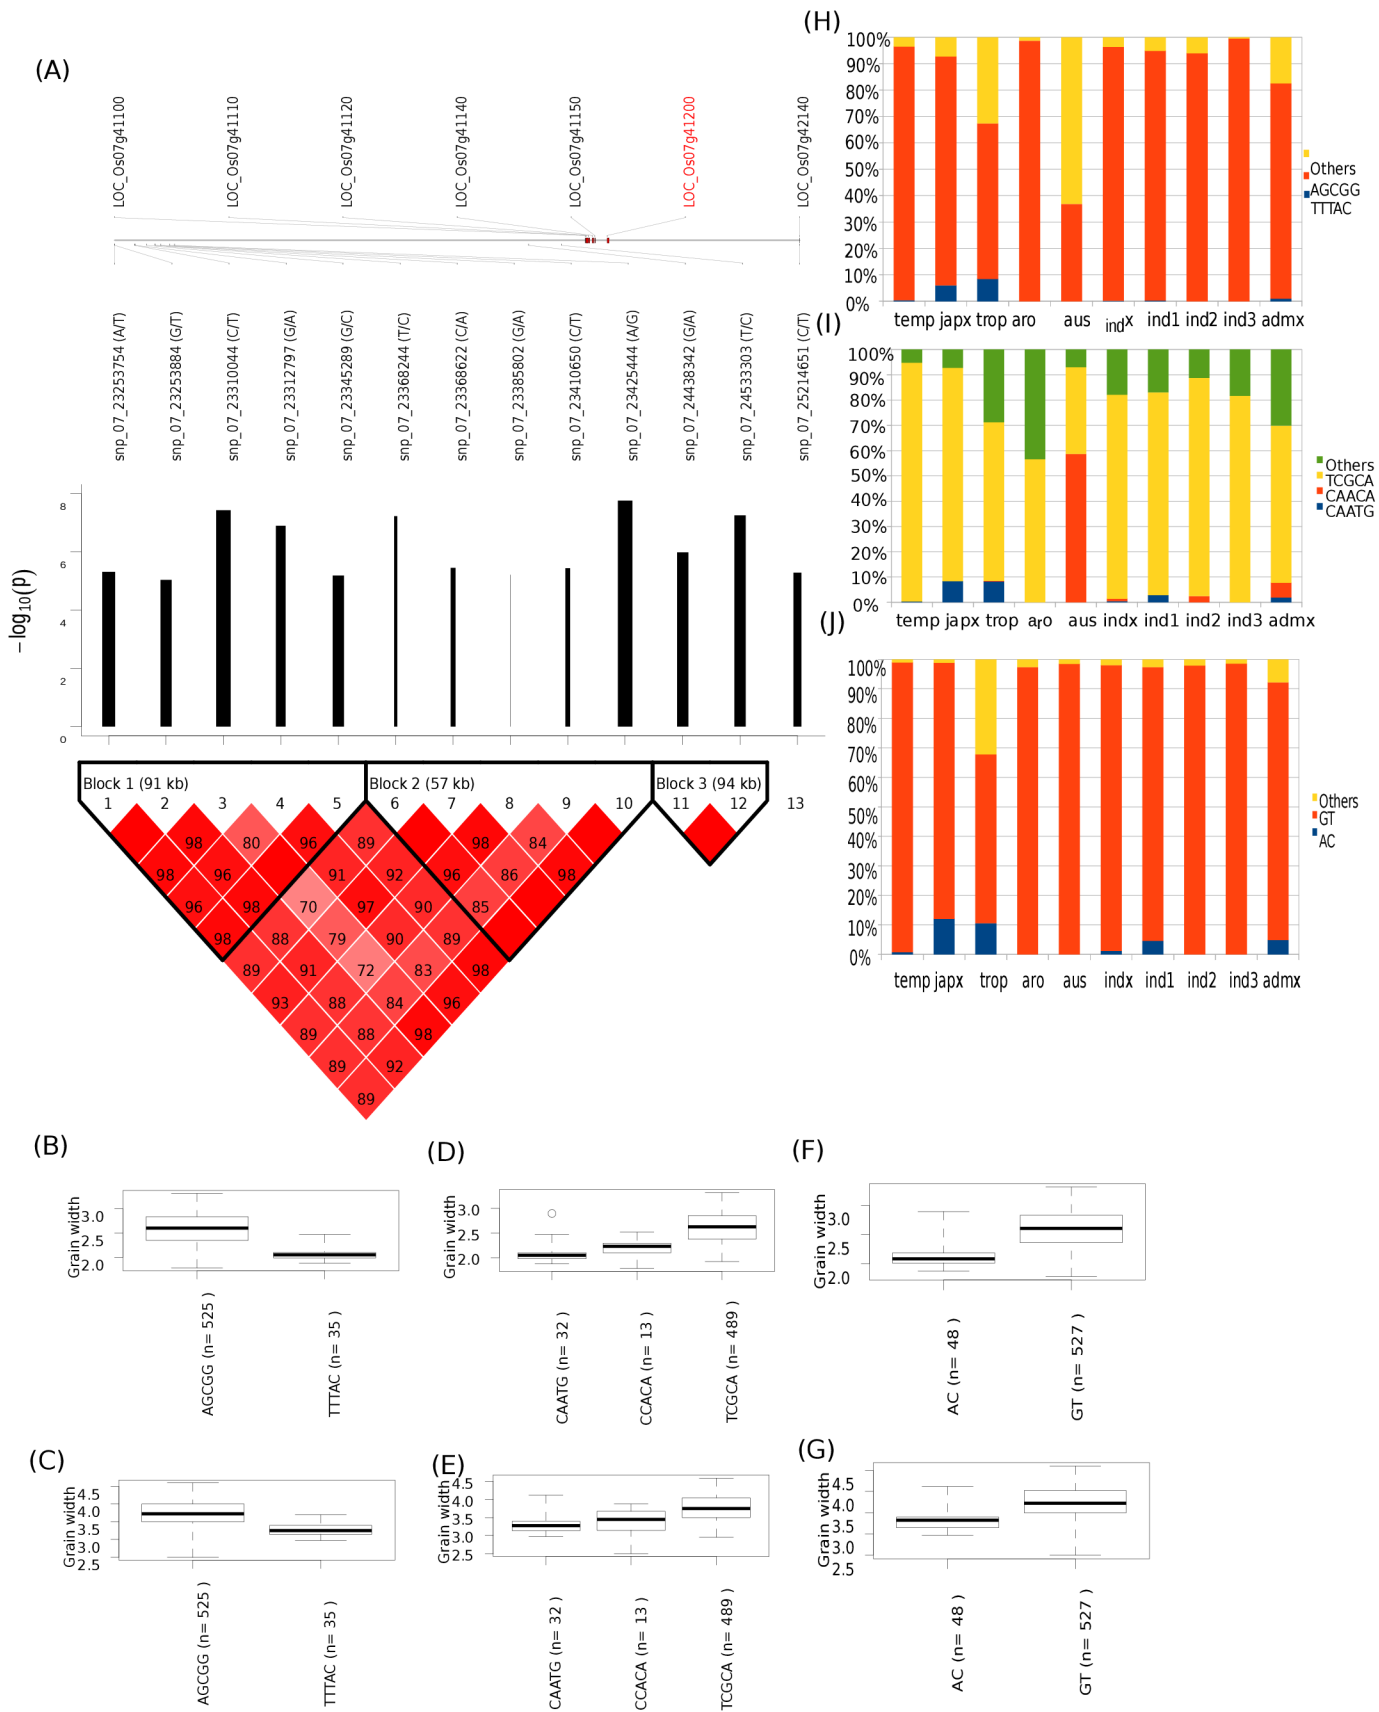 (A)
LOC_Os07g41100
LOC_Os07g41110
LOC_Os07g41120
LOC_Os07g41140
LOC_Os07g41150
LOC_Os07g41200
LOC_Os07g42140
snp_07_23253754 (A/T)
snp_07_23253884 (G/T)
snp_07_23310044 (C/T)
snp_07_23312797 (G/A)
snp_07_23345289 (G/C)
snp_07_23368244 (T/C)
snp_07_23368622 (C/A)
snp_07_23385802 (G/A)
snp_07_23410650 (C/T)
snp_07_23425444 (A/G)
snp_07_24438342 (G/A)
snp_07_24533303 (T/C)
snp_07_25214651 (C/T)
−log10(p)
8
6
4
2
0
Block 1 (91 kb) Block 2 (57 kb) Block 3 (94 kb)
1 2 3 4 5 6 7 8 9 10 11 12 13
98 80 96 89 98 84
98 96 91 92 96 86 98
96 98 70 97 90 85
98 88 79 90 89
89 91 72 83 98
93 88 84 96
89 88 98
89 92
89
(H)
100%
90%
80%
70%
60%
50%
40%
30%
20%
10%
0%
temp japx trop aro aus indx ind1 ind2 ind3 admx
Others
AGCGG
TTTAC
(I)
100%
90%
80%
70%
60%
50%
40%
30%
20%
10%
0%
temp japx trop aro aus indx ind1 ind2 ind3 admx
Others
TCGCA
CAACA
CAATG
(J)
100%
90%
80%
70%
60%
50%
40%
30%
20%
10%
0%
temp japx trop aro aus indx ind1 ind2 ind3 admx
Others
GT
AC
(B)
Grain width
3.0
2.5
2.0
AGCGG (n= 525 )
TTTAC (n= 35 )
(D)
Grain width
3.0
2.5
2.0
CAATG (n= 32 )
CCACA (n= 13 )
TCGCA (n= 489 )
(F)
Grain width
3.0
2.5
2.0
AC (n= 48 )
GT (n= 527 )
(C)
Grain width
4.5
4.0
3.5
3.0
2.5
AGCGG (n= 525 )
TTTAC (n= 35 )
(E)
Grain width
4.5
4.0
3.5
3.0
2.5
CAATG (n= 32 )
CCACA (n= 13 )
TCGCA (n= 489 )
(G)
Grain width
4.5
4.0
3.5
3.0
2.5
AC (n= 48 )
GT (n= 527 )